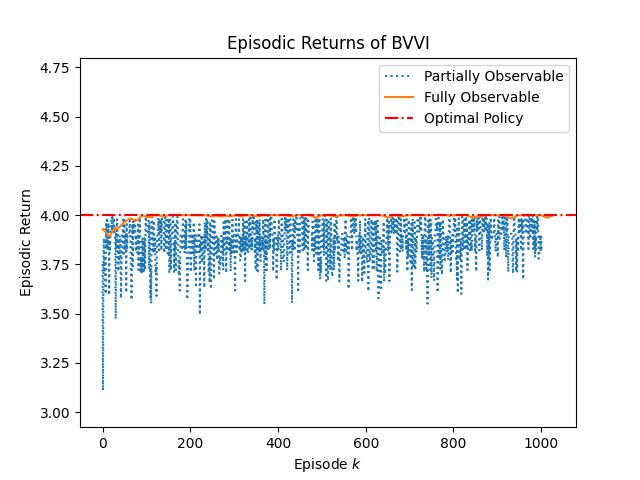 Episodic Returns of BVVI
Partially Observable
Fully Observable
Optimal Policy
Episodic Return
4.75
4.50
4.25
4.00
3.75
3.50
3.25
3.00
0 200 400 600 800 1000
Episode k